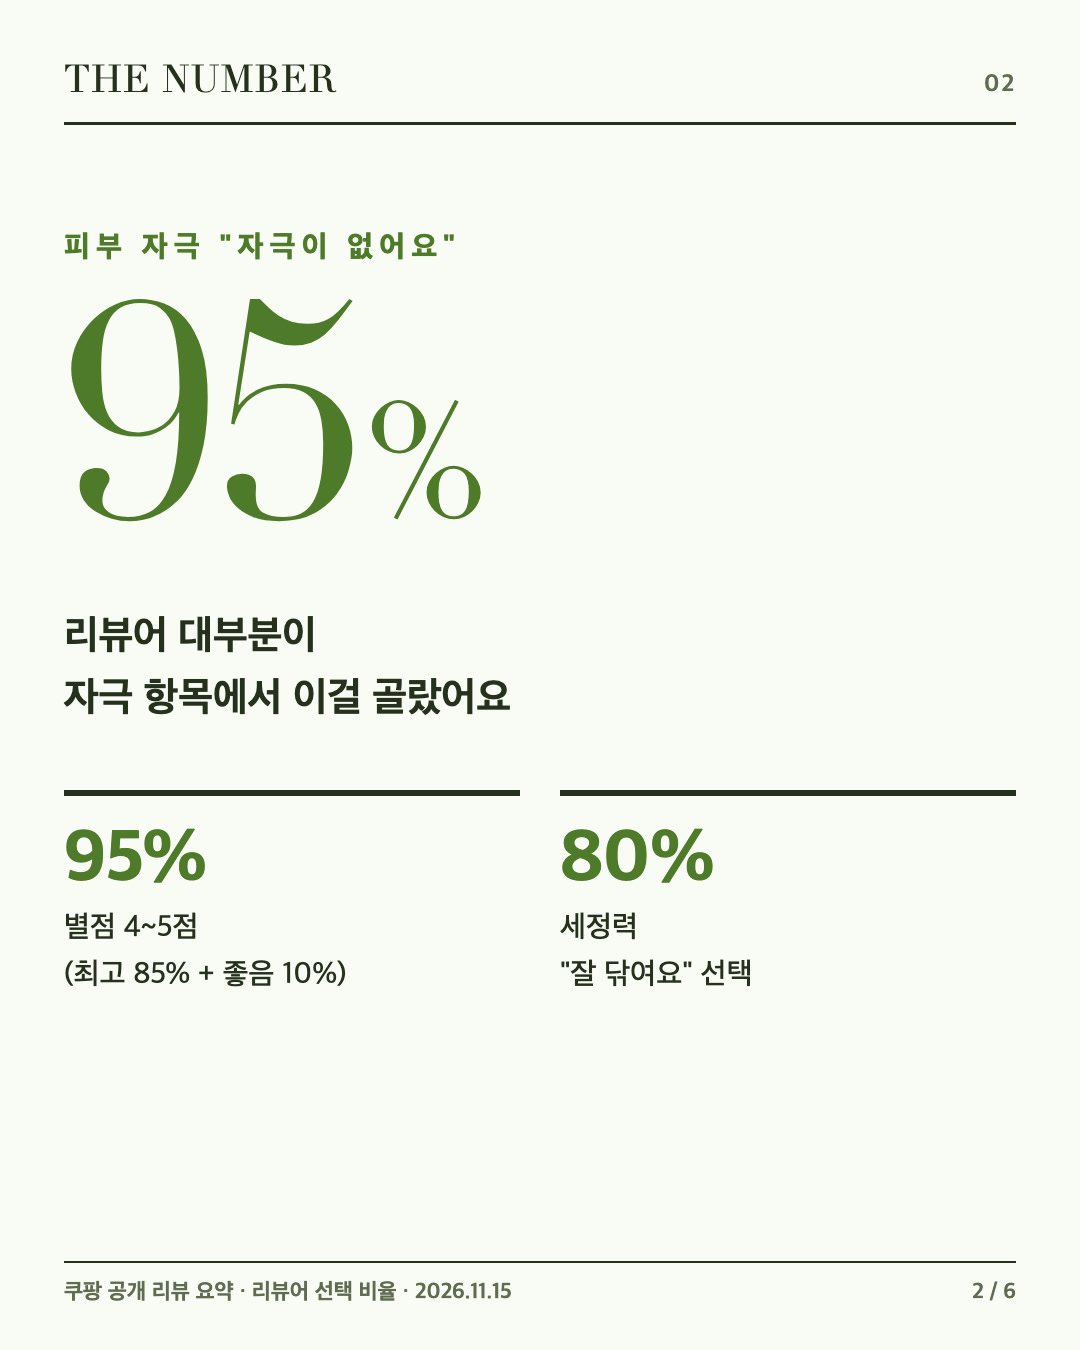 THE NUMBER
02
피부 자극 "자극이 없어요"
95%
리뷰어 대부분이
자극 항목에서 이걸 골랐어요
95%
별점 4~5점
(최고 85% + 좋음 10%)
80%
세정력
"잘 닦여요" 선택
쿠팡 공개 리뷰 요약 · 리뷰어 선택 비율 · 2026.11.15
2 / 6